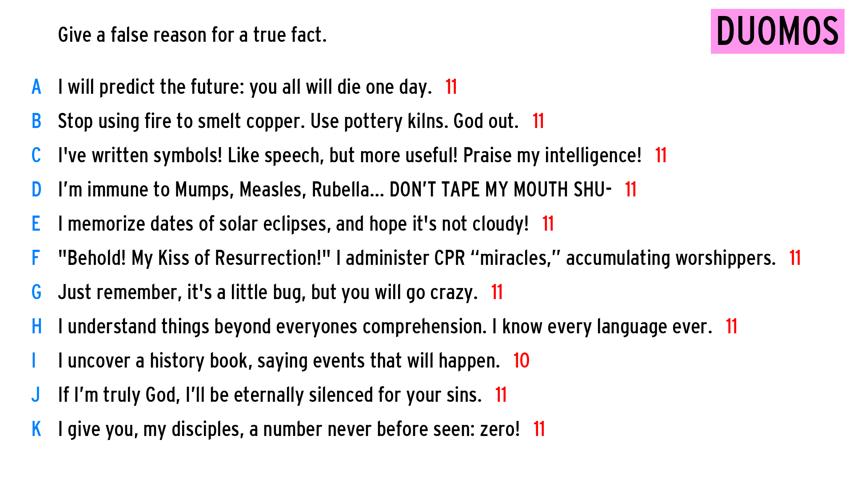 Give a false reason for a true fact.
DUOMOS
A I will predict the future: you all will die one day. 11
B Stop using fire to smelt copper. Use pottery kilns. God out. 11
C I've written symbols! Like speech, but more useful! Praise my intelligence! 11
D I'm immune to Mumps, Measles, Rubella... DON'T TAPE MY MOUTH SHU- 11
E I memorize dates of solar eclipses, and hope it's not cloudy! 11
F "Behold! My Kiss of Resurrection!" I administer CPR “miracles,” accumulating worshippers. 11
G Just remember, it's a little bug, but you will go crazy. 11
H I understand things beyond everyones comprehension. I know every language ever. 11
I I uncover a history book, saying events that will happen. 10
J If I'm truly God, I'll be eternally silenced for your sins. 11
K I give you, my disciples, a number never before seen: zero! 11